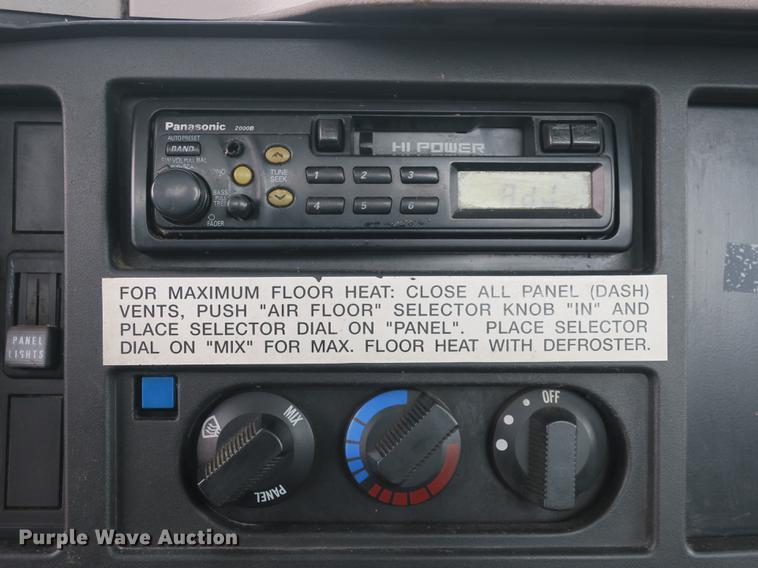 Panasonic 2000B
AUTO PRESET
BAND
HI POWER
TUNE
SEEK
1 2 3
4 5 6
BASS
FADER
FOR MAXIMUM FLOOR HEAT: CLOSE ALL PANEL (DASH)
VENTS, PUSH "AIR FLOOR" SELECTOR KNOB "IN" AND
PLACE SELECTOR DIAL ON "PANEL". PLACE SELECTOR
DIAL ON "MIX" FOR MAX. FLOOR HEAT WITH DEFROSTER.
PANEL
LIGHTS
MIX
PANEL
OFF
Purple Wave Auction